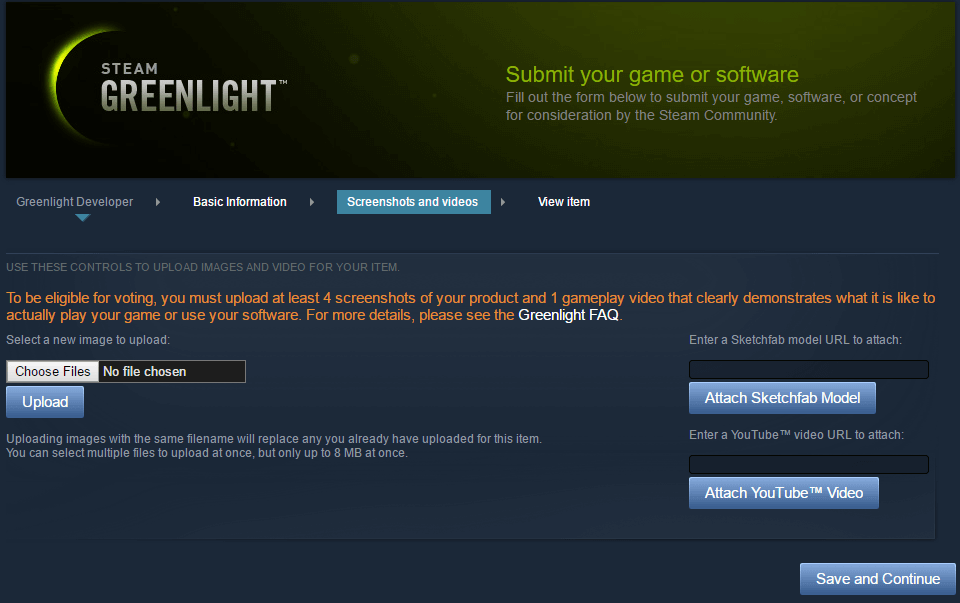 STEAM
GREENLIGHT™
Submit your game or software
Fill out the form below to submit your game, software, or concept
for consideration by the Steam Community.
Greenlight Developer
Basic Information
Screenshots and videos
View item
USE THESE CONTROLS TO UPLOAD IMAGES AND VIDEO FOR YOUR ITEM.
To be eligible for voting, you must upload at least 4 screenshots of your product and 1 gameplay video that clearly demonstrates what it is like to
actually play your game or use your software. For more details, please see the Greenlight FAQ.
Select a new image to upload:
Choose Files No file chosen
Upload
Uploading images with the same filename will replace any you already have uploaded for this item.
You can select multiple files to upload at once, but only up to 8 MB at once.
Enter a Sketchfab model URL to attach:
Attach Sketchfab Model
Enter a YouTube™ video URL to attach:
Attach YouTube™ Video
Save and Continue